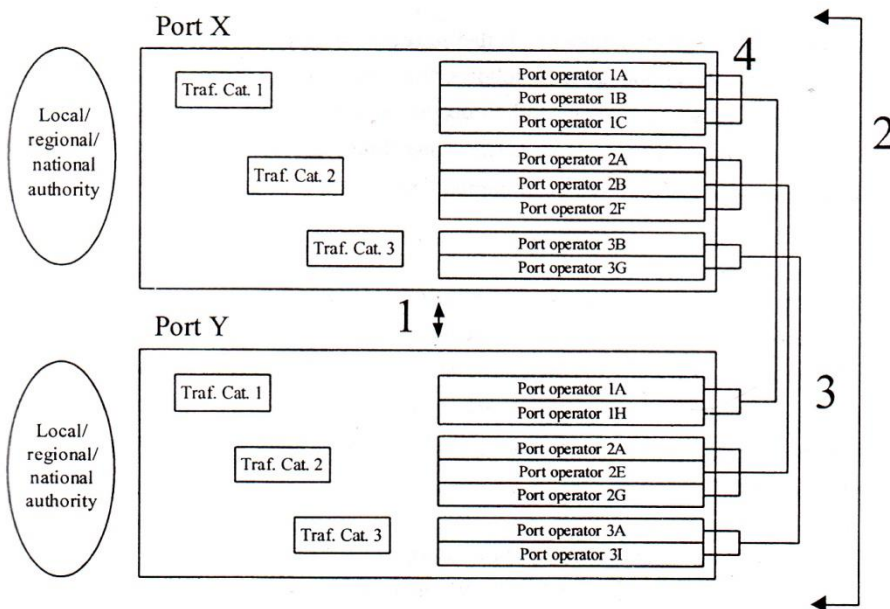 Port X
4
Local/
regional/
national
authority
Traf. Cat. 1
Port operator 1A
Port operator 1B
Port operator 1C
2
Traf. Cat. 2
Port operator 2A
Port operator 2B
Port operator 2F
Traf. Cat. 3
Port operator 3B
Port operator 3G
1
Port Y
Local/
regional/
national
authority
Traf. Cat. 1
Port operator 1A
Port operator 1H
3
Traf. Cat. 2
Port operator 2A
Port operator 2E
Port operator 2G
Traf. Cat. 3
Port operator 3A
Port operator 3I